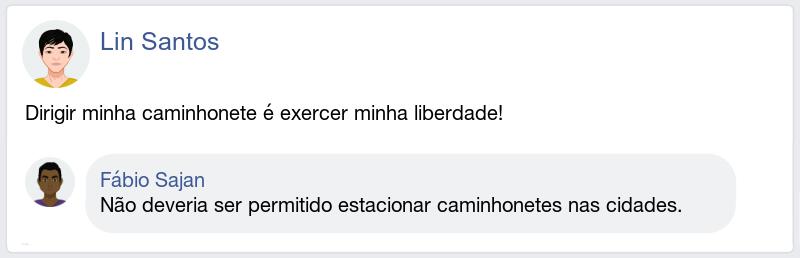 Lin Santos
Dirigir minha caminhonete é exercer minha liberdade!
Fábio Sajan
Não deveria ser permitido estacionar caminhonetes nas cidades.